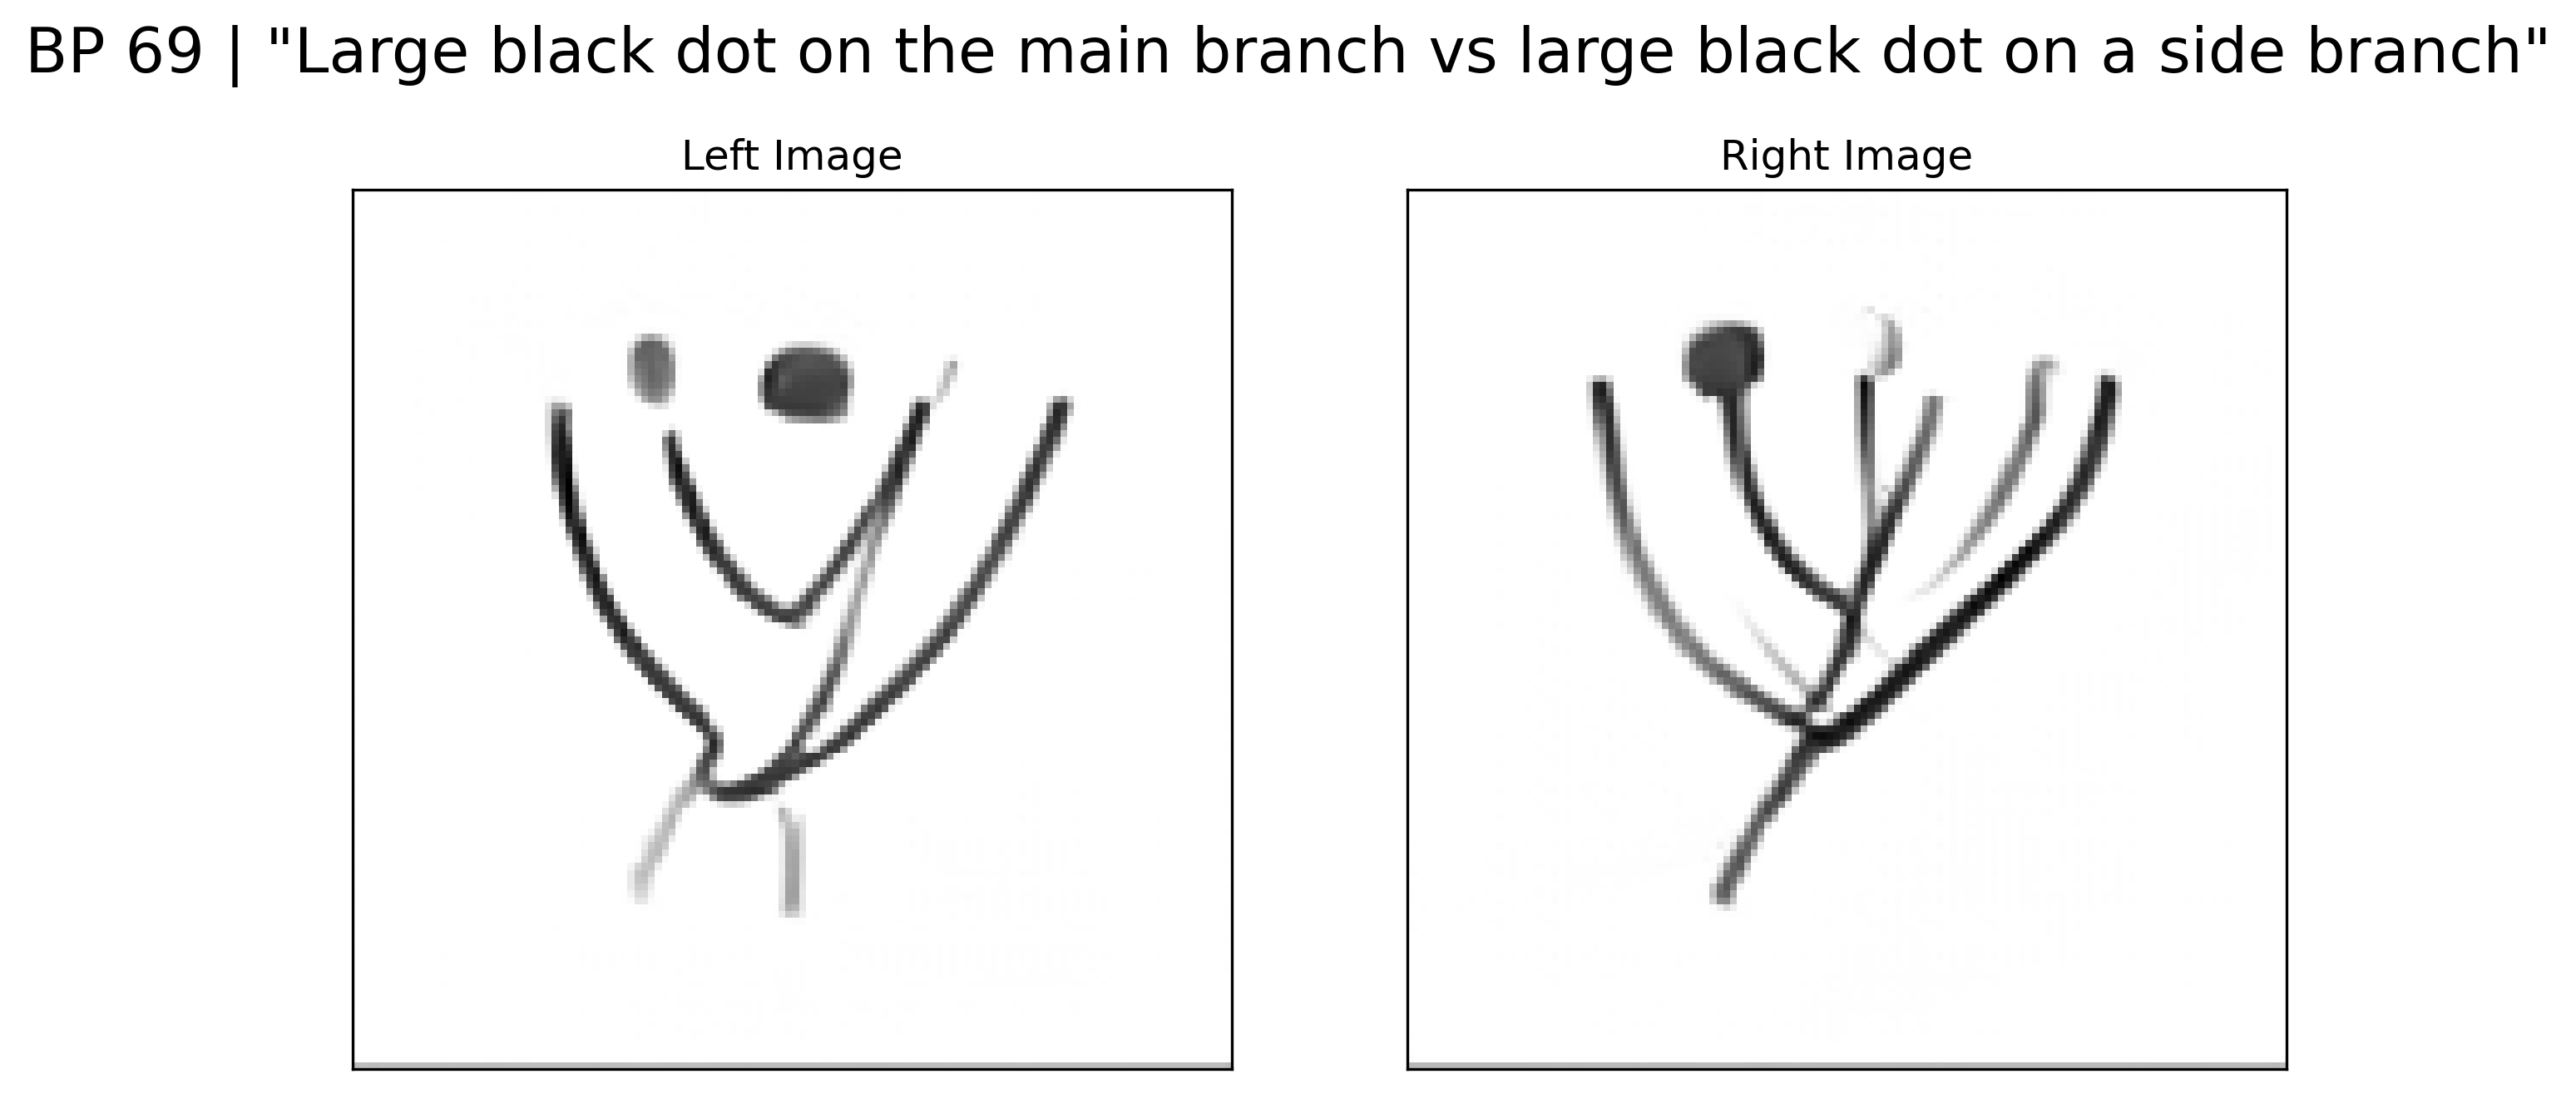 BP 69 | "Large black dot on the main branch vs large black dot on a side branch"
Left Image
Right Image